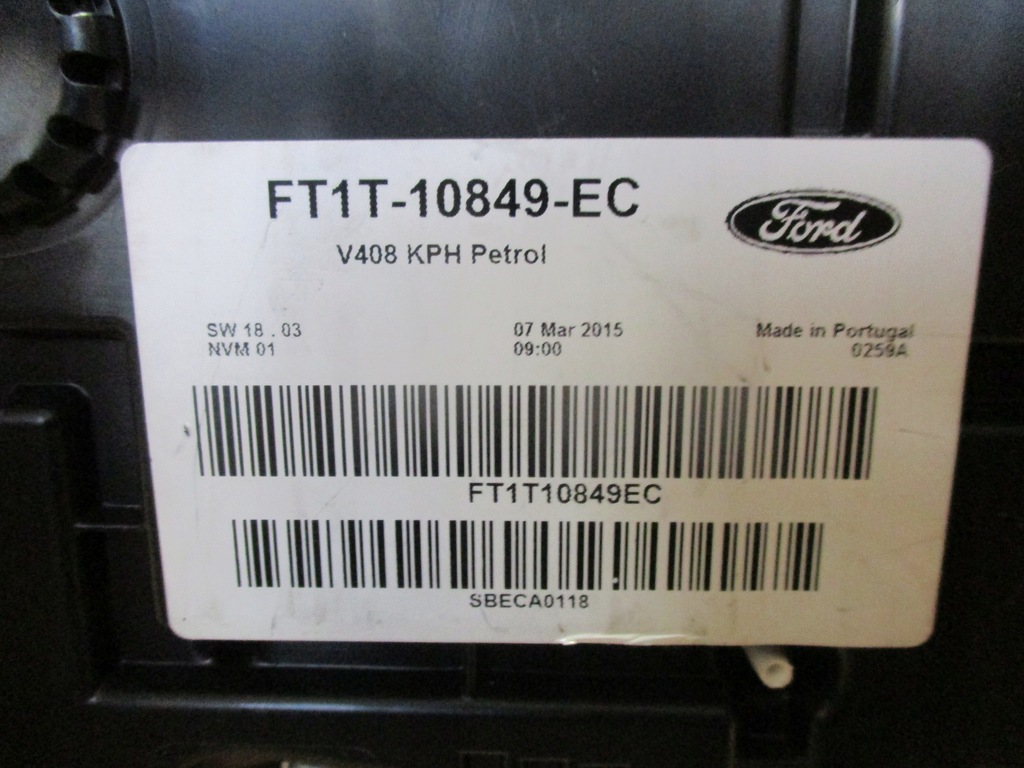 FT1T-10849-EC
Ford
V408 KPH Petrol
SW 18 . 03
07 Mar 2015
Made in Portugal
NVM 01
09:00
0259A
FT1T10849EC
SBECA0118